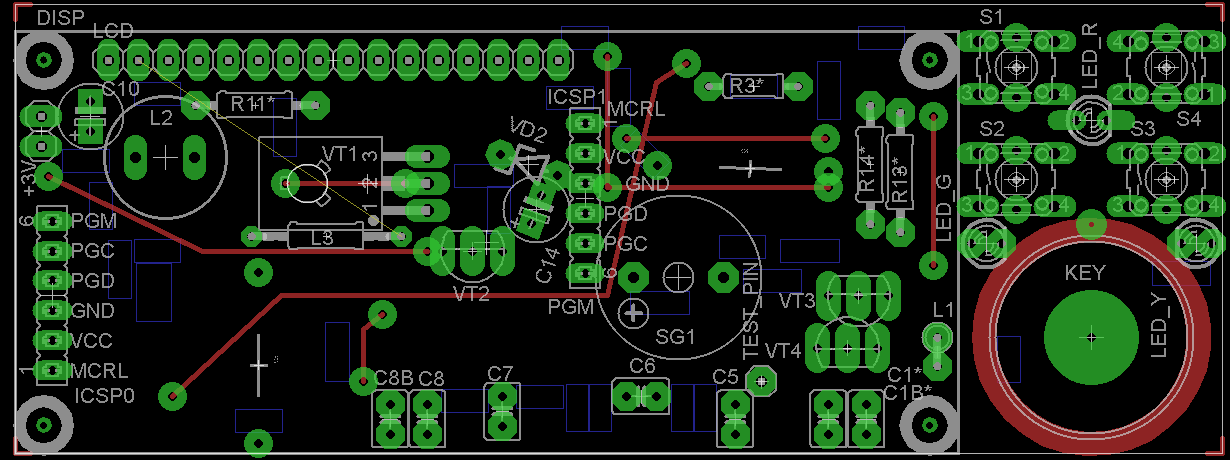 DISP
S1
LCD
LED_R
C10
R11*
ICSP1
MCRL
R3*
S4
L2
VD2
1
VT1
3
2
1
VCC
S2
S3
GND
R14*
R13*
+3V
6
PGM
PGD
LED_G
L3
PGC
PGC
C14
6
PGD
VT2
PGM
TEST_PIN
VT3
KEY
GND
SG1
L1
LED_Y
VCC
VT4
1
MCRL
C8B
C8
C7
C6
C5
C1*
ICSP0
C1B*
1
2
4
3
3
4
2
1
1
2
4
3
3
4
2
1